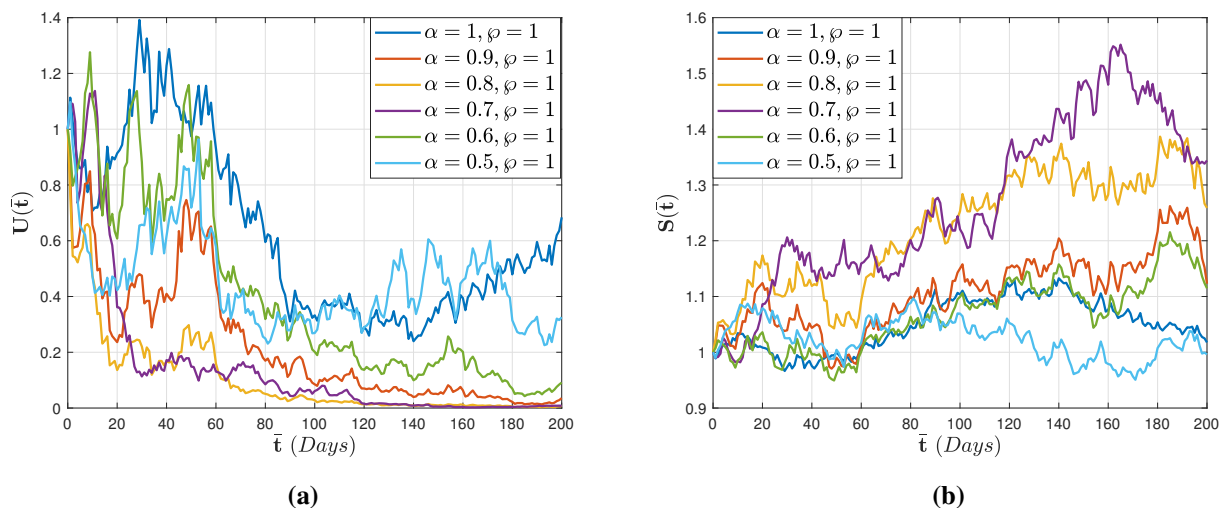 1.4
1.2
1
0.8
0.6
0.4
0.2
0
U(t̄)
α = 1, ℘ = 1
α = 0.9, ℘ = 1
α = 0.8, ℘ = 1
α = 0.7, ℘ = 1
α = 0.6, ℘ = 1
α = 0.5, ℘ = 1
0 20 40 60 80 100 120 140 160 180 200
t̄ (Days)
(a)
1.6
1.5
1.4
1.3
1.2
1.1
1
0.9
S(t̄)
α = 1, ℘ = 1
α = 0.9, ℘ = 1
α = 0.8, ℘ = 1
α = 0.7, ℘ = 1
α = 0.6, ℘ = 1
α = 0.5, ℘ = 1
0 20 40 60 80 100 120 140 160 180 200
t̄ (Days)
(b)